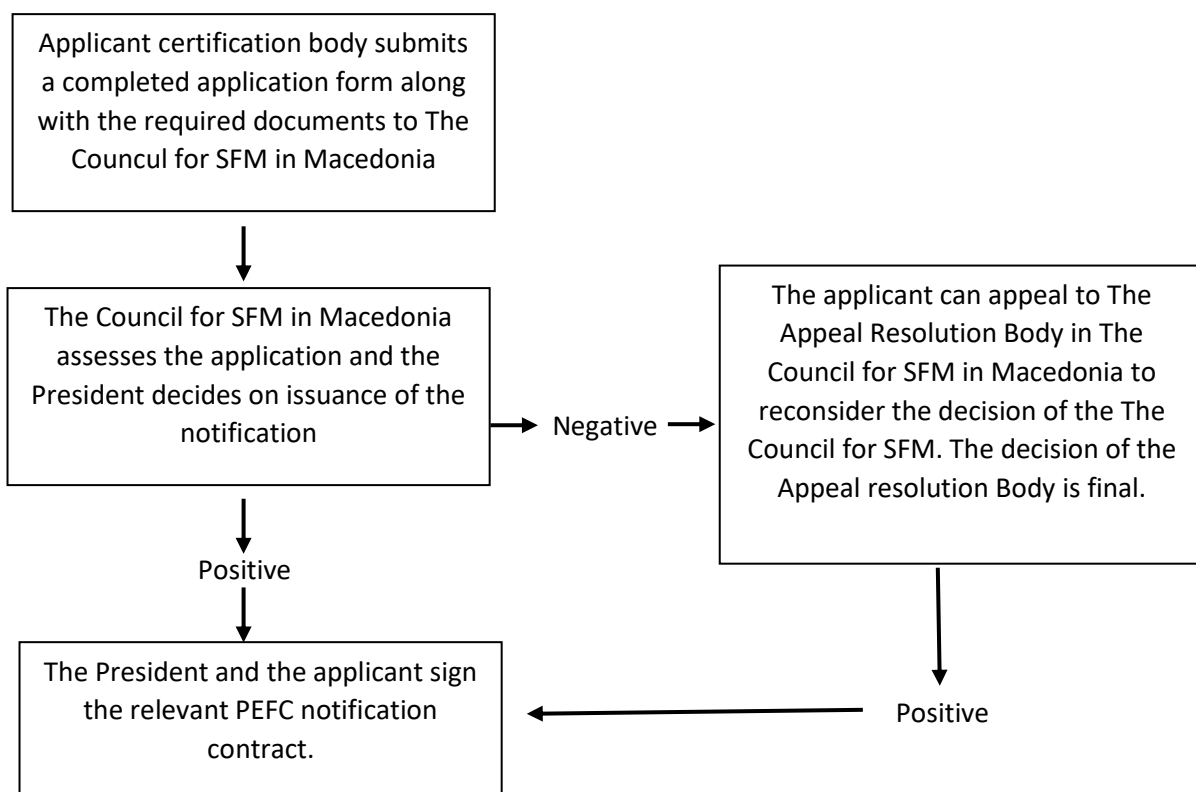 Applicant certification body submits
a completed application form along
with the required documents to The
Councul for SFM in Macedonia
The Council for SFM in Macedonia
assesses the application and the
President decides on issuance of the
notification
Negative
The applicant can appeal to The
Appeal Resolution Body in The
Council for SFM in Macedonia to
reconsider the decision of the The
Council for SFM. The decision of the
Appeal resolution Body is final.
Positive
The President and the applicant sign
the relevant PEFC notification
contract.
Positive